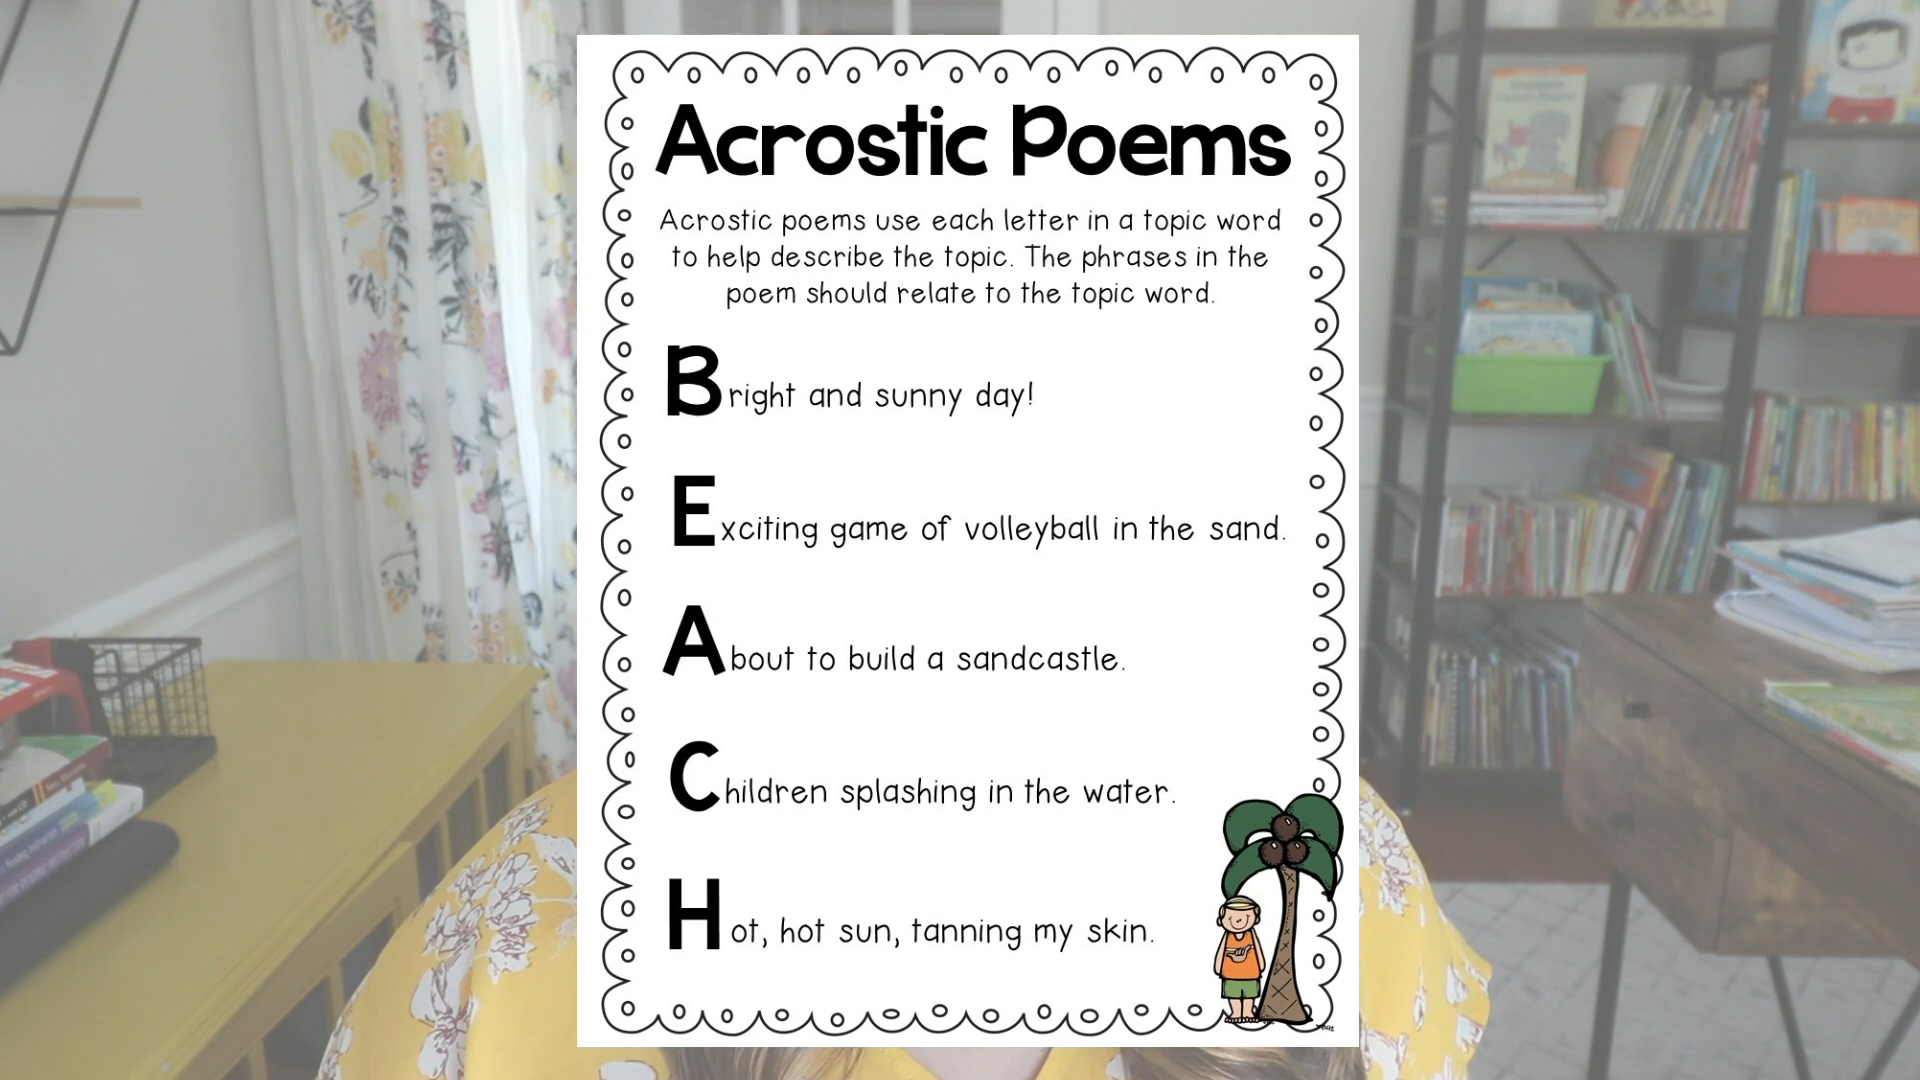 Acrostic Poems
Acrostic poems use each letter in a topic word
to help describe the topic. The phrases in the
poem should relate to the topic word.
Bright and sunny day!
Exciting game of volleyball in the sand.
About to build a sandcastle.
Children splashing in the water.
Hot, hot sun, tanning my skin.